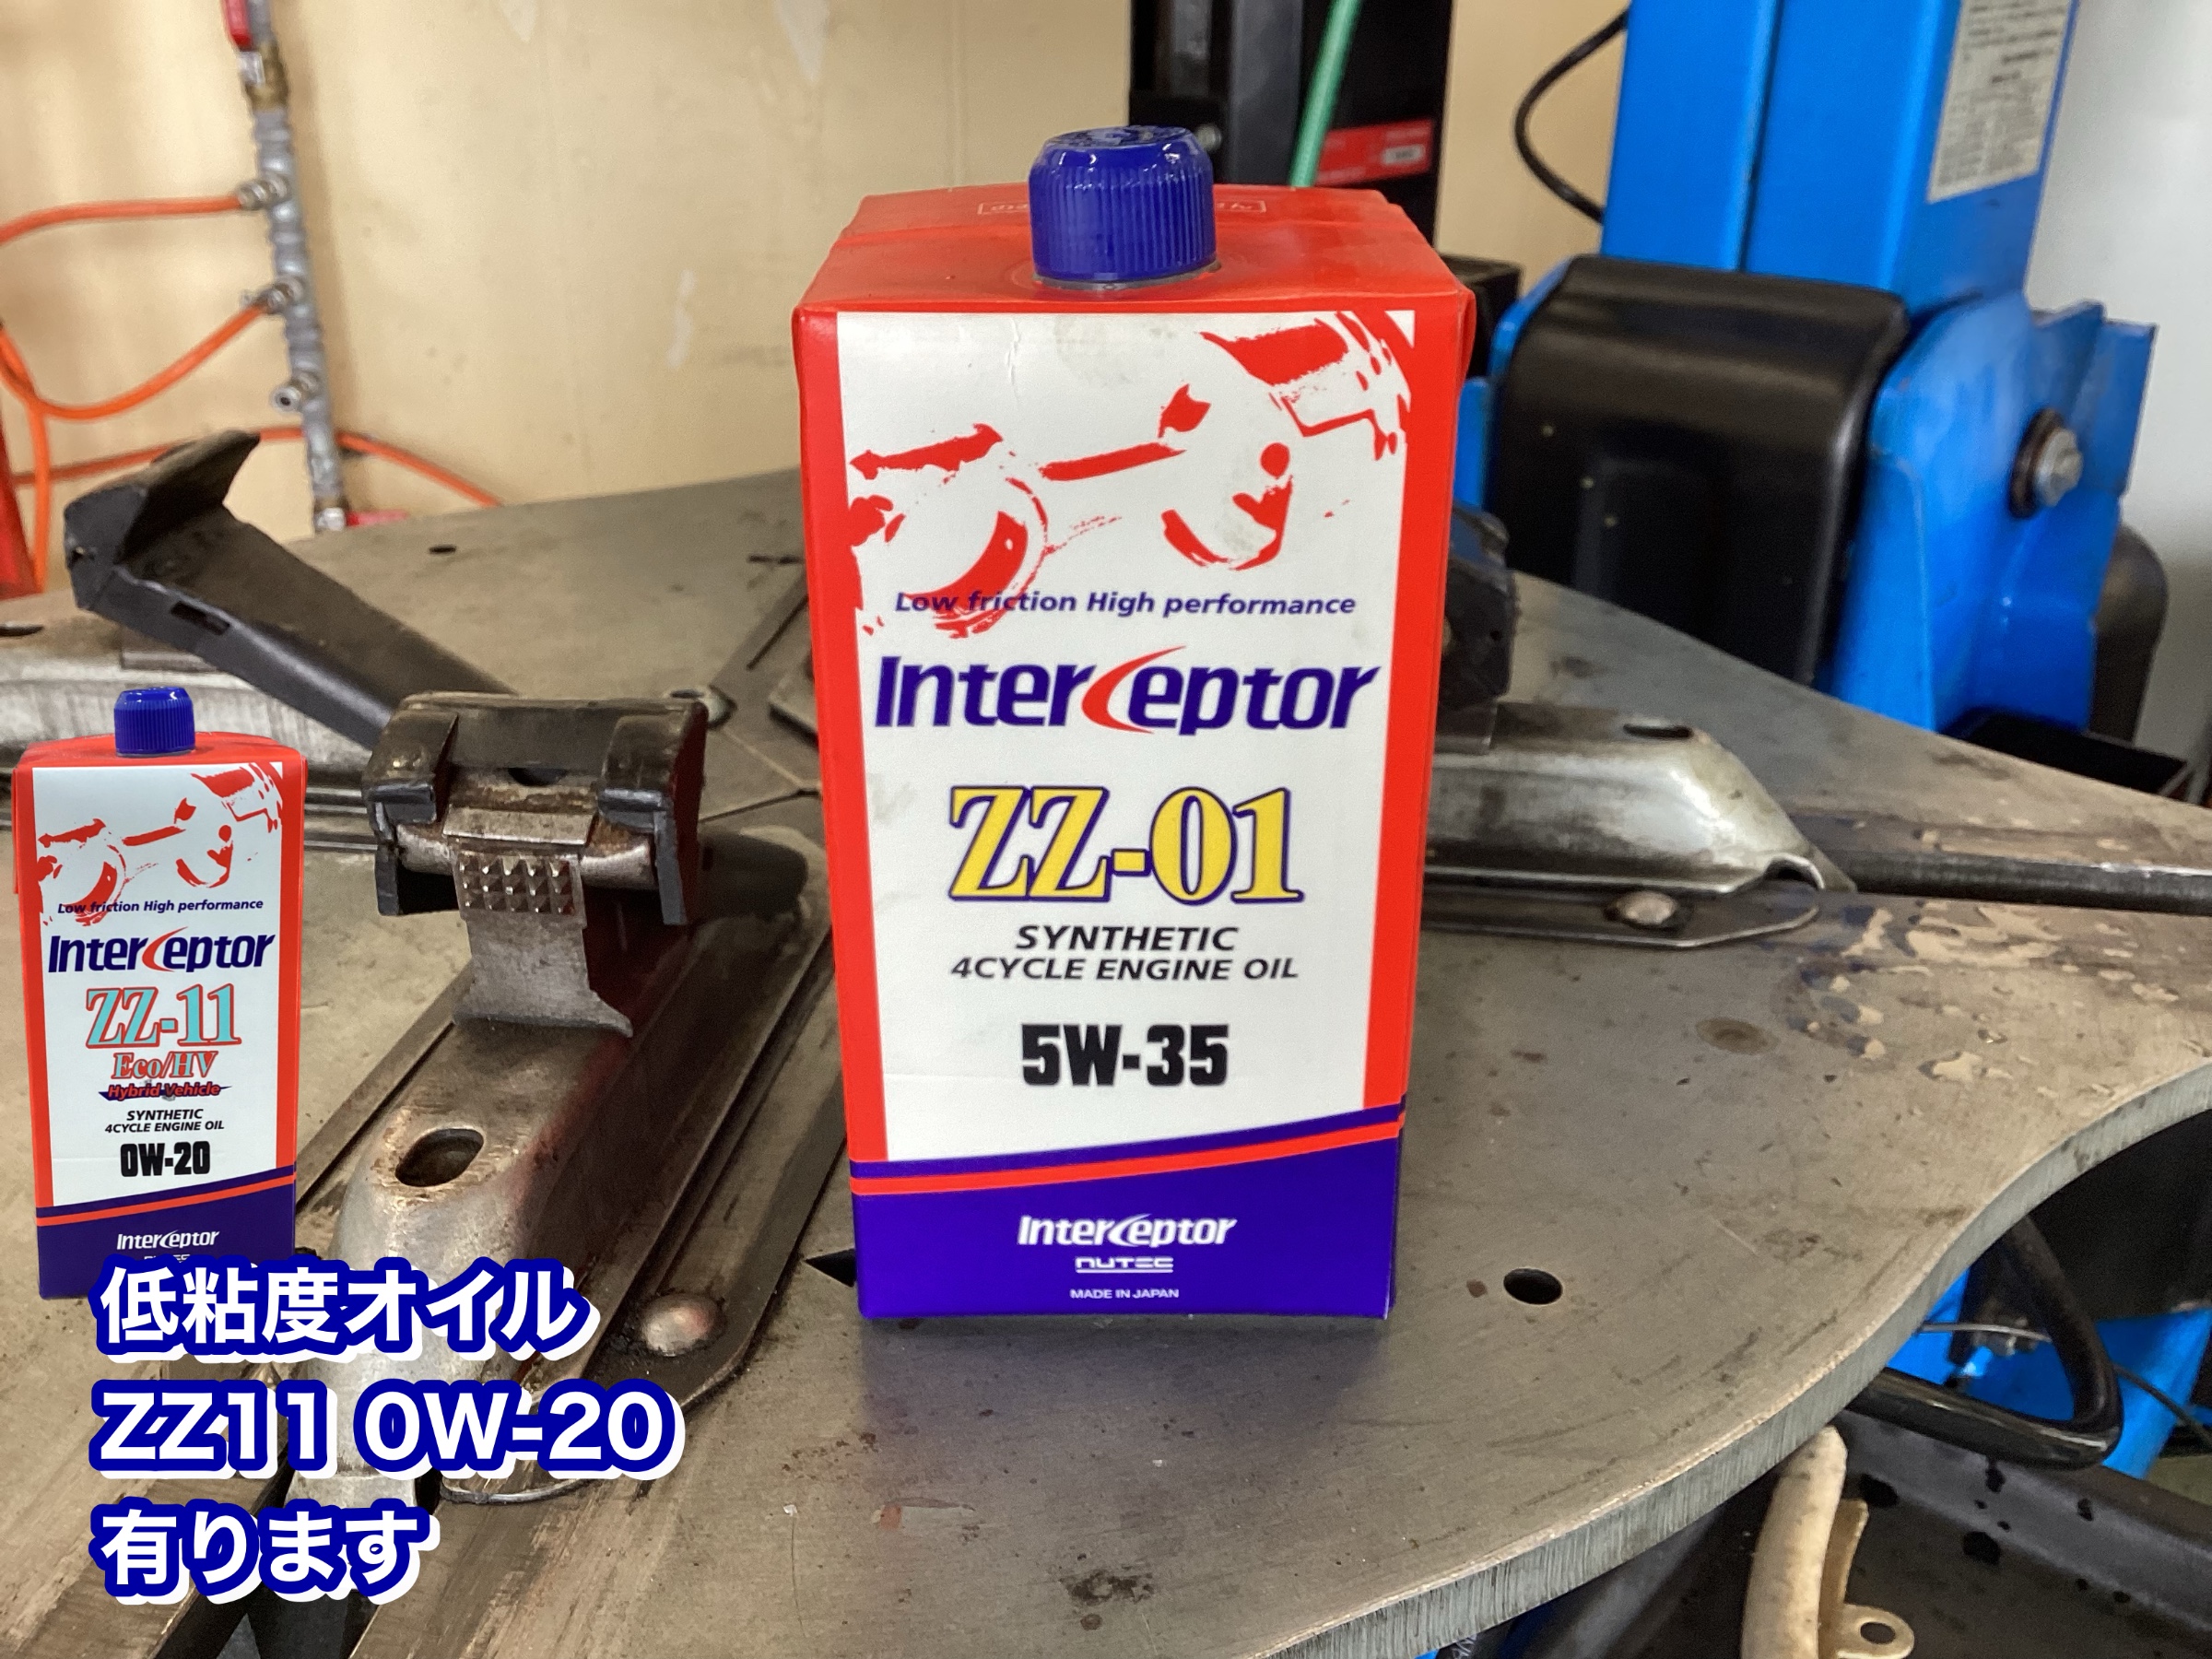 Low friction High performance
Interceptor
ZZ-01
SYNTHETIC
4CYCLE ENGINE OIL
5W-35
Interceptor
NUTEC
MADE IN JAPAN
Low friction High performance
Interceptor
ZZ-11
Eco/HV
Hybrid Vehicle
SYNTHETIC
4CYCLE ENGINE OIL
0W-20
Interceptor
低粘度オイル
ZZ11 0W-20
有ります